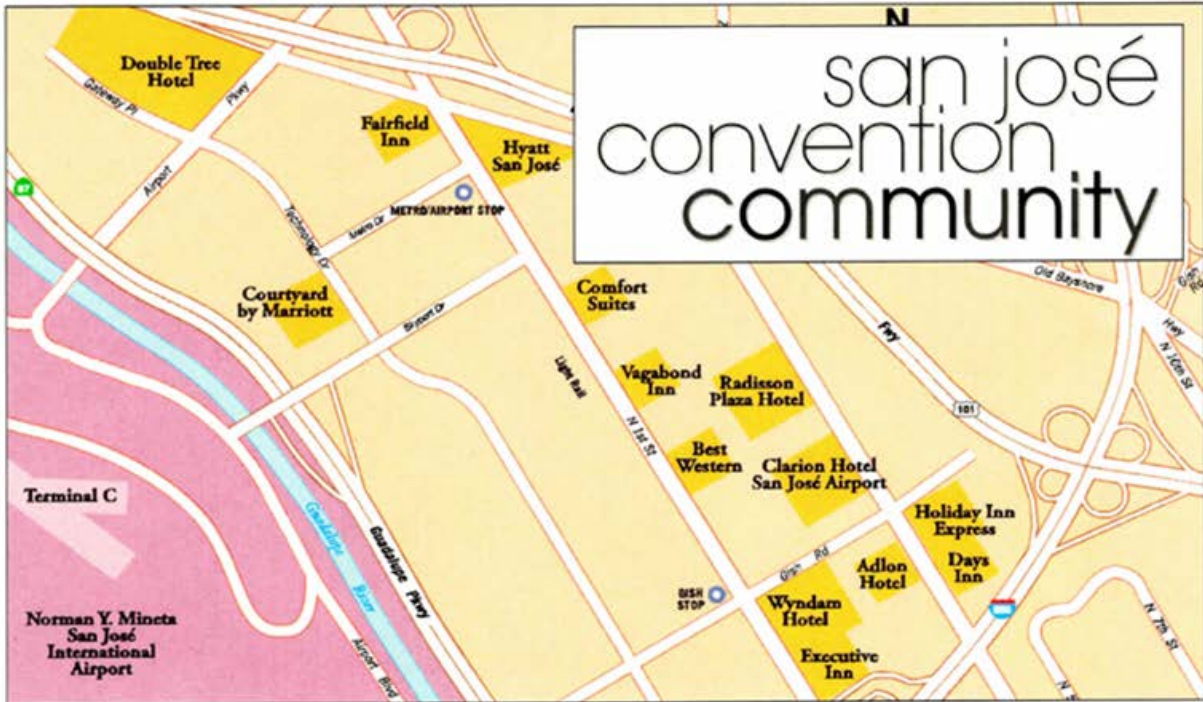 N
san josé
convention
community
Double Tree
Hotel
Gateway Pl
Pkwy
Airport
87
Fairfield
Inn
Hyatt
San José
METRO/AIRPORT STOP
Metro Dr
Technology Dr
Courtyard
by Marriott
Skyport Dr
Comfort
Suites
Light Rail
Vagabond
Inn
Radisson
Plaza Hotel
N 1st St
Best
Western
Clarion Hotel
San José Airport
Old Bayshore
Hwy
N 10th St
Fwy
101
Holiday Inn
Express
Days
Inn
Adlon
Hotel
Gish Rd
GISH
STOP
Wyndam
Hotel
Executive
Inn
N 7th St
Terminal C
Guadalupe
River
Guadalupe Pkwy
Norman Y. Mineta
San José
International
Airport
Airport Blvd